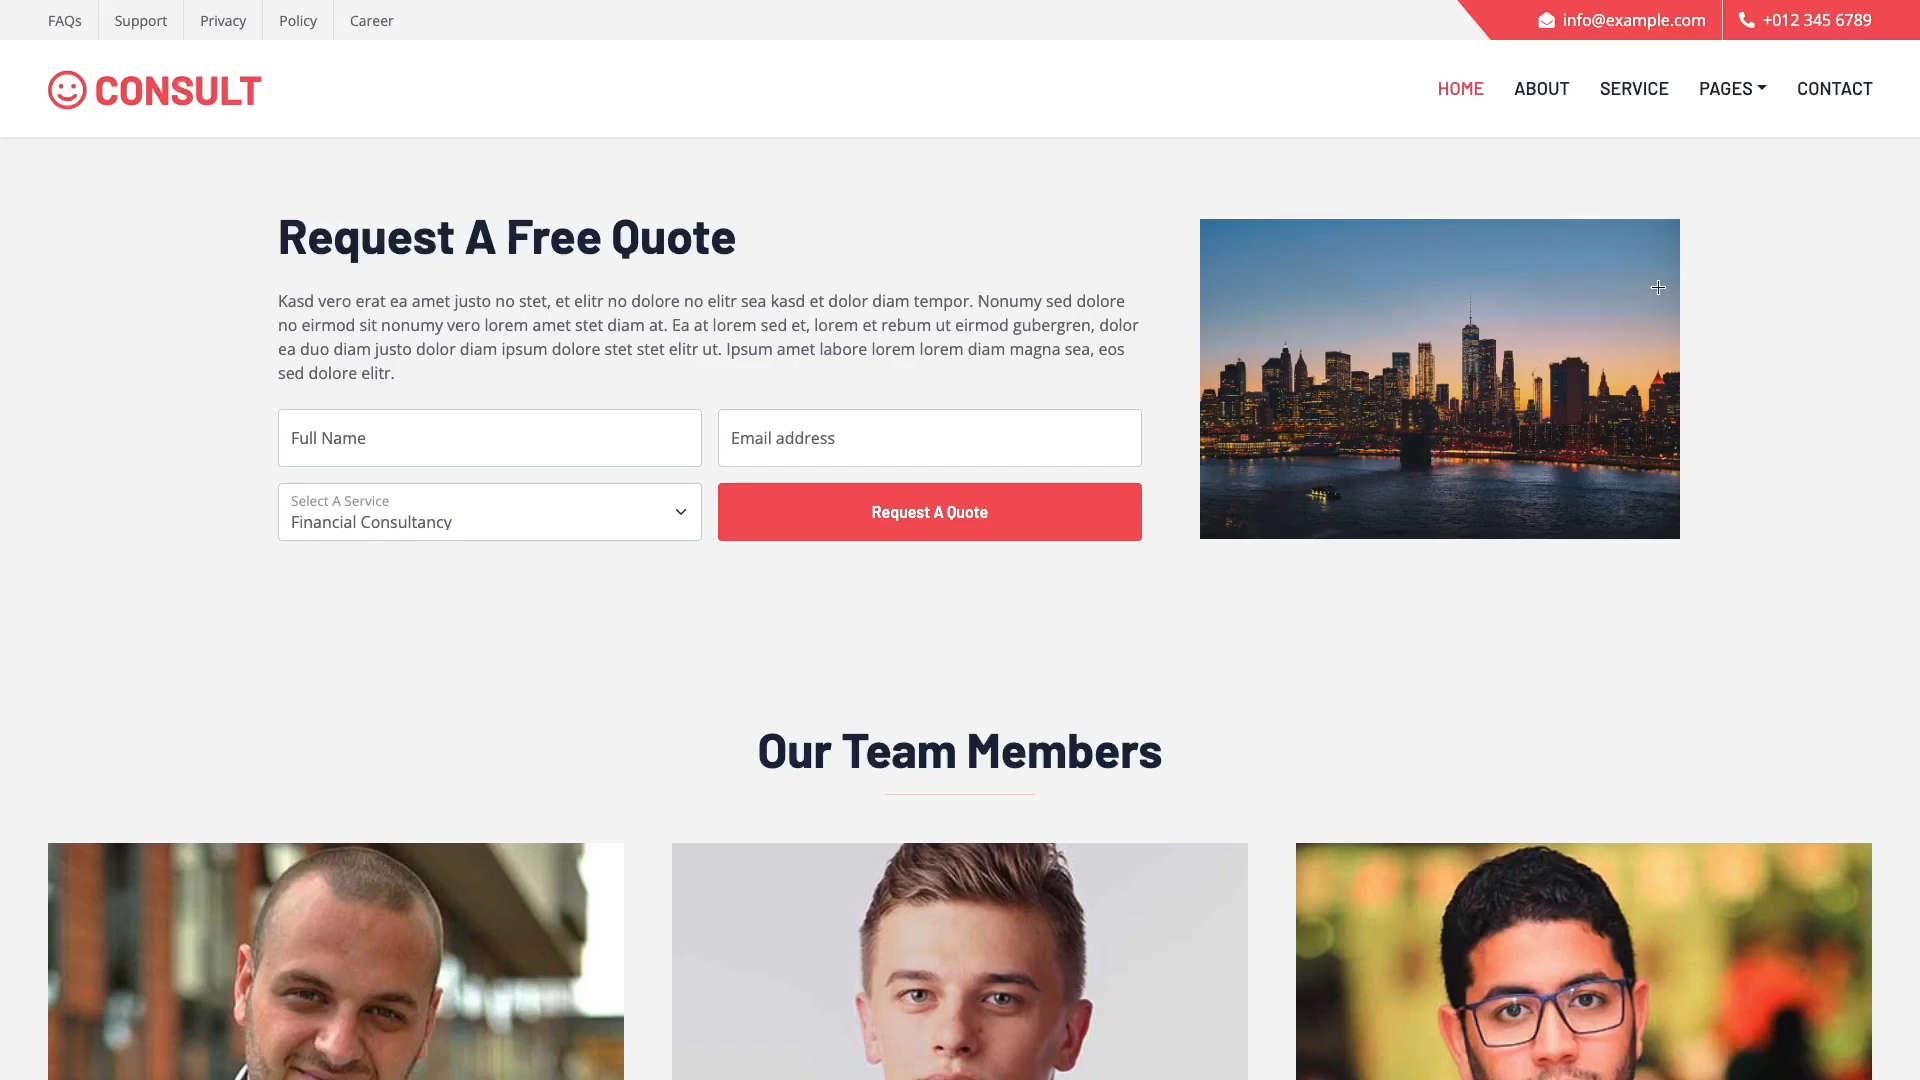 FAQs
Support
Privacy
Policy
Career
info@example.com
+012 345 6789
CONSULT
HOME
ABOUT
SERVICE
PAGES
CONTACT
Request A Free Quote
Kasd vero erat ea amet justo no stet, et elitr no dolore no elitr sea kasd et dolor diam tempor. Nonumy sed dolore
no eirmod sit nonumy vero lorem amet stet diam at. Ea at lorem sed et, lorem et rebum ut eirmod gubergren, dolor
ea duo diam justo dolor diam ipsum dolore stet stet elitr ut. Ipsum amet labore lorem lorem diam magna sea, eos
sed dolore elitr.
Full Name
Email address
Select A Service
Financial Consultancy
Request A Quote
Our Team Members